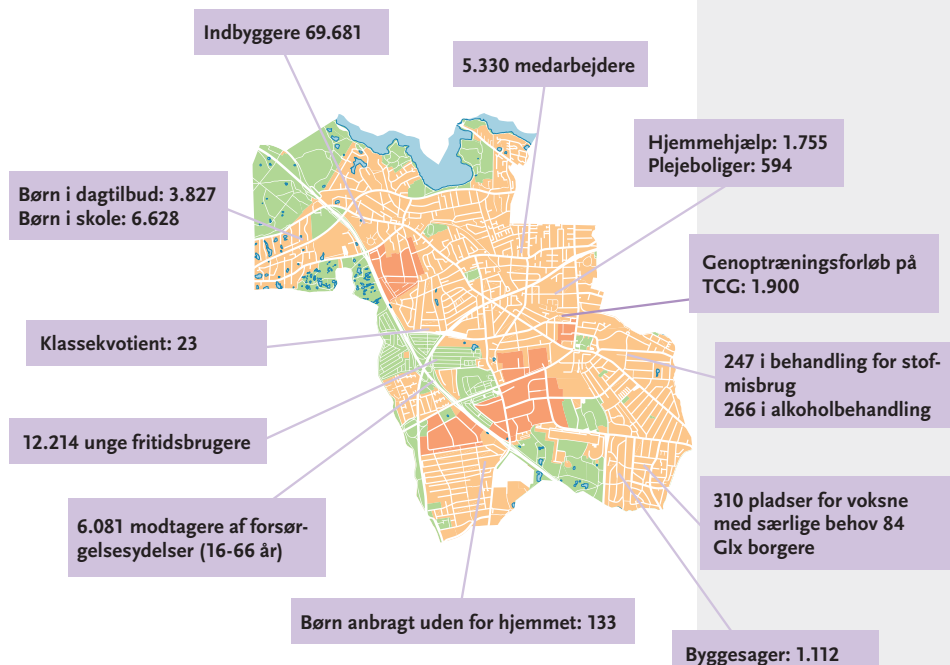 Indbyggere 69.681
5.330 medarbejdere
Hjemmehjælp: 1.755
Plejeboliger: 594
Børn i dagtilbud: 3.827
Børn i skole: 6.628
Genoptræningsforløb på
TCG: 1.900
Klassekvotient: 23
247 i behandling for stof-
misbrug
266 i alkoholbehandling
12.214 unge fritidsbrugere
310 pladser for voksne
med særlige behov 84
Glx borgere
6.081 modtagere af forsør-
gelsesydelser (16-66 år)
Børn anbragt uden for hjemmet: 133
Byggesager: 1.112